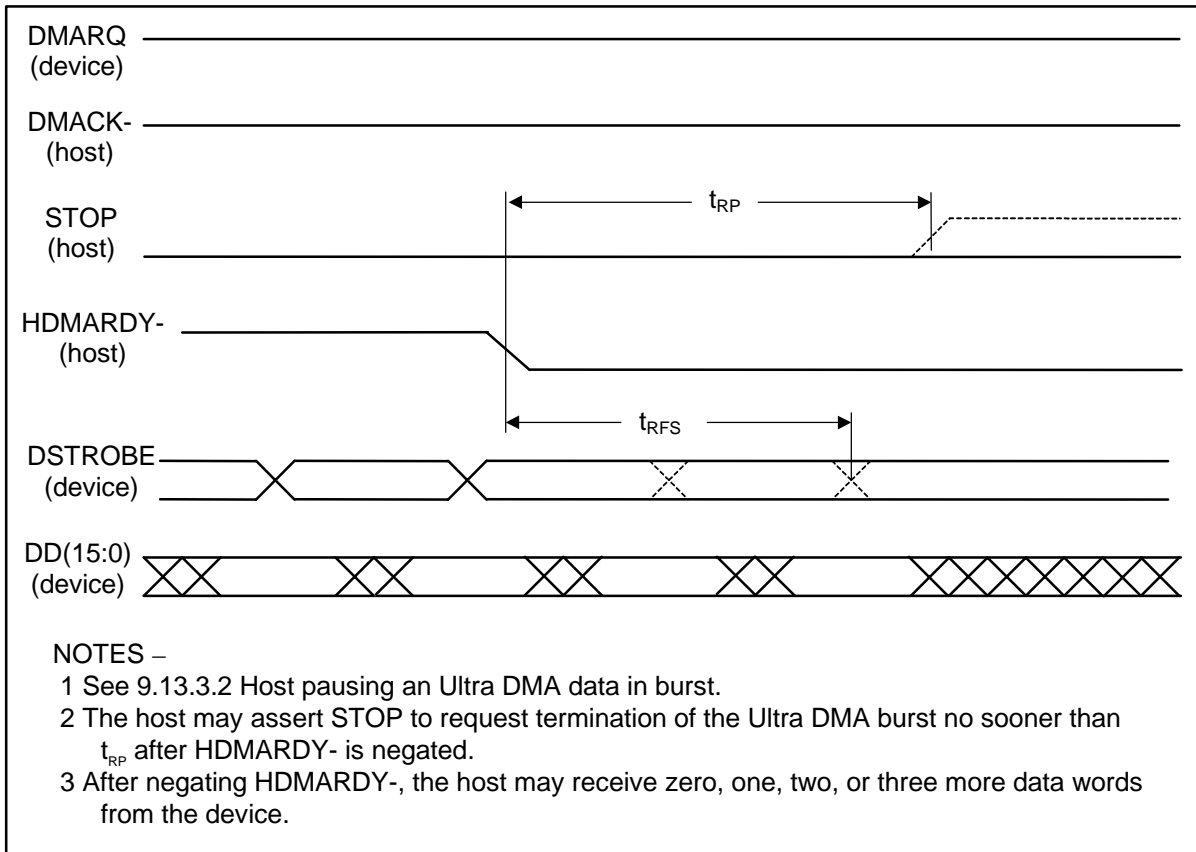 DMARQ
(device)
DMACK-
(host)
STOP
(host)
tRP
HDMARDY-
(host)
tRFS
DSTROBE
(device)
DD(15:0)
(device)
NOTES –
1 See 9.13.3.2 Host pausing an Ultra DMA data in burst.
2 The host may assert STOP to request termination of the Ultra DMA burst no sooner than
tRP after HDMARDY- is negated.
3 After negating HDMARDY-, the host may receive zero, one, two, or three more data words
from the device.